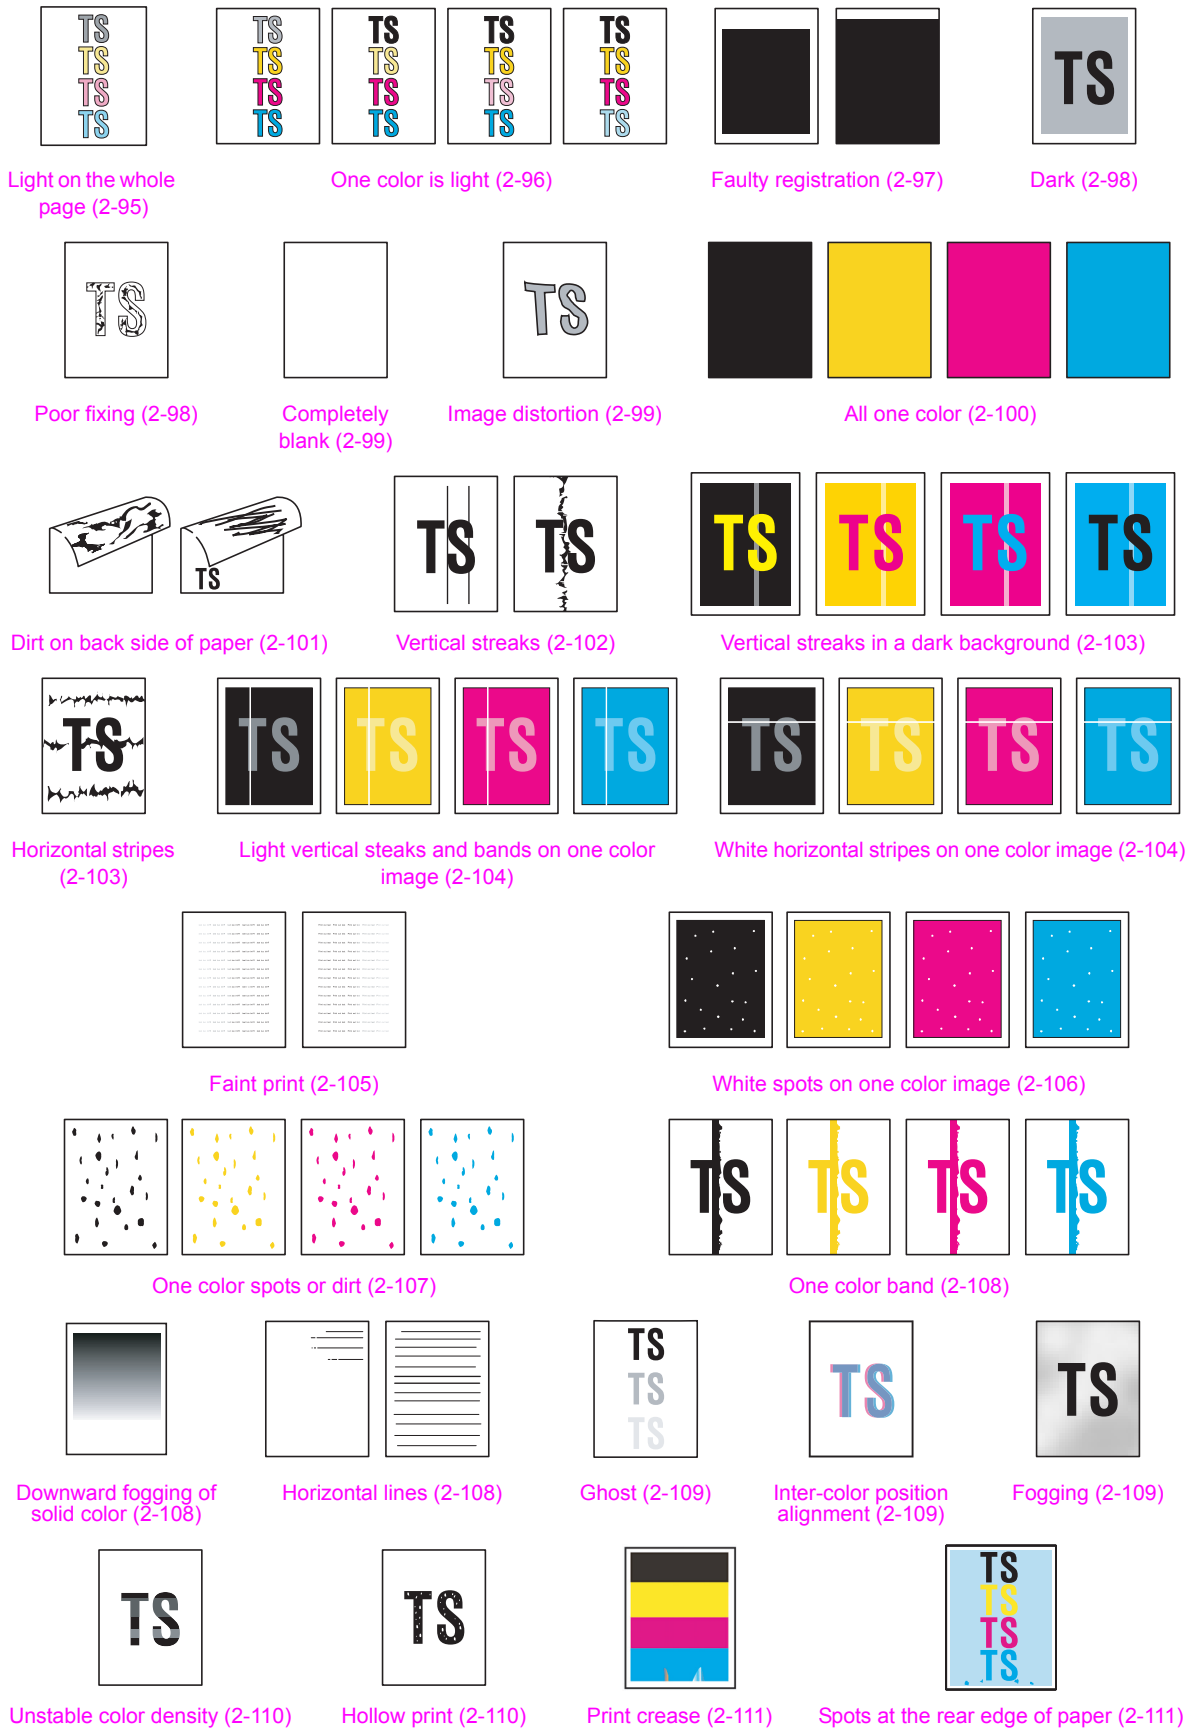 TS TS TS TS TS TS
TS TS TS TS TS
TS TS TS TS TS
TS TS TS TS TS
Light on the whole
page (2-95)
One color is light (2-96)
Faulty registration (2-97)
Dark (2-98)
TS TS
Poor fixing (2-98)
Completely
blank (2-99)
Image distortion (2-99)
All one color (2-100)
TS TS TS TS TS TS TS
Dirt on back side of paper (2-101)
Vertical streaks (2-102)
Vertical streaks in a dark background (2-103)
TS TS TS TS TS TS TS TS TS
Horizontal stripes
(2-103)
Light vertical steaks and bands on one color
image (2-104)
White horizontal stripes on one color image (2-104)
Faint print (2-105)
White spots on one color image (2-106)
TS TS TS TS
One color spots or dirt (2-107)
One color band (2-108)
TS
TS
TS
TS
TS
Downward fogging of
solid color (2-108)
Horizontal lines (2-108)
Ghost (2-109)
Inter-color position
alignment (2-109)
Fogging (2-109)
TS TS
TS
TS
TS
TS
Unstable color density (2-110)
Hollow print (2-110)
Print crease (2-111)
Spots at the rear edge of paper (2-111)